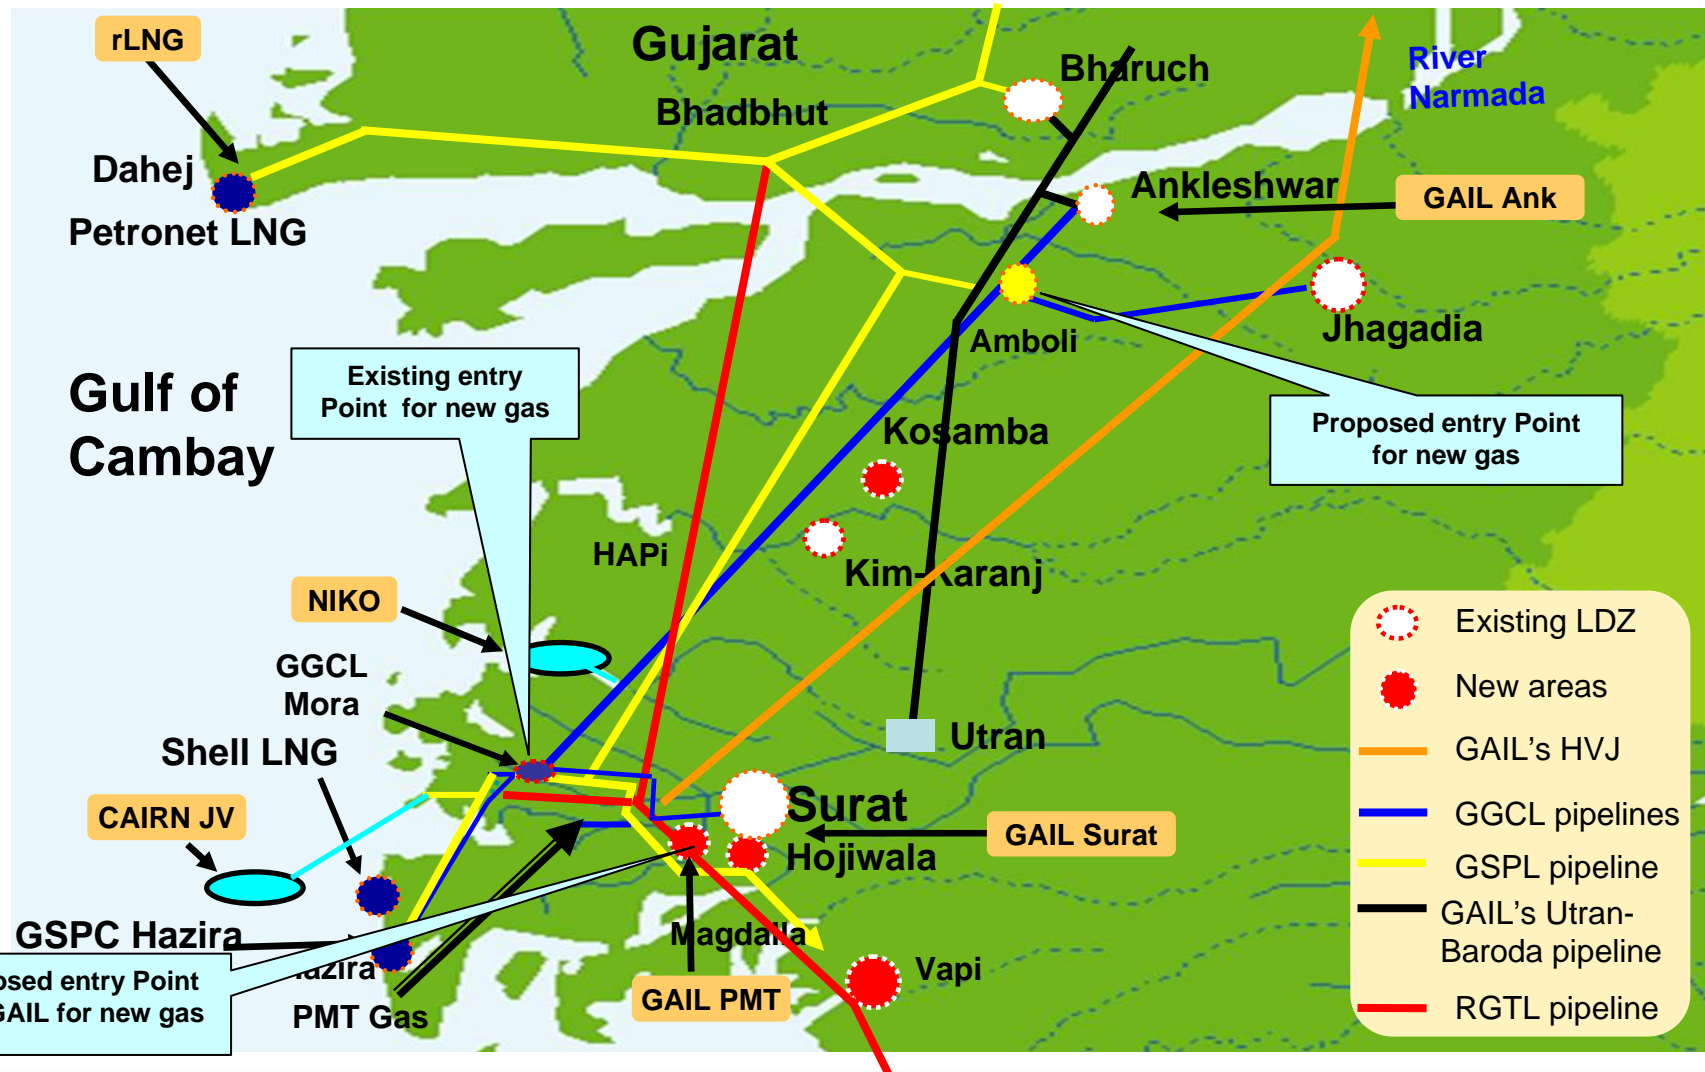 rLNG
Gujarat
Bharuch
River
Narmada
Bhadbhut
Dahej
Ankleshwar
GAIL Ank
Petronet LNG
Jhagadia
Amboli
Existing entry
Point for new gas
Gulf of
Cambay
Proposed entry Point
for new gas
Kosamba
HAPi
Kim-Karanj
NIKO
GGCL
Mora
Utran
Shell LNG
CAIRN JV
Surat
Hojiwala
GAIL Surat
GSPC Hazira
Magdalla
Vapi
entry Point
GAIL for new gas
GAIL PMT
PMT Gas
Existing LDZ
New areas
GAIL's HVJ
GGCL pipelines
GSPL pipeline
GAIL's Utran-
Baroda pipeline
RGTL pipeline